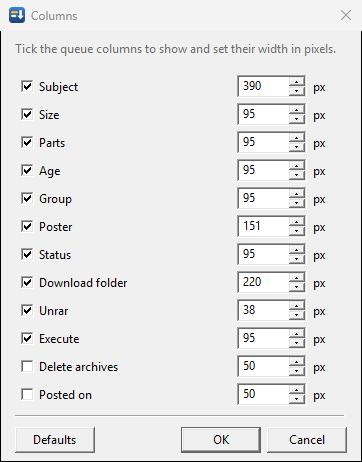 Columns
Tick the queue columns to show and set their width in pixels.
Subject 390 px
Size 95 px
Parts 95 px
Age 95 px
Group 95 px
Poster 151 px
Status 95 px
Download folder 220 px
Unrar 38 px
Execute 95 px
Delete archives 50 px
Posted on 50 px
Defaults OK Cancel